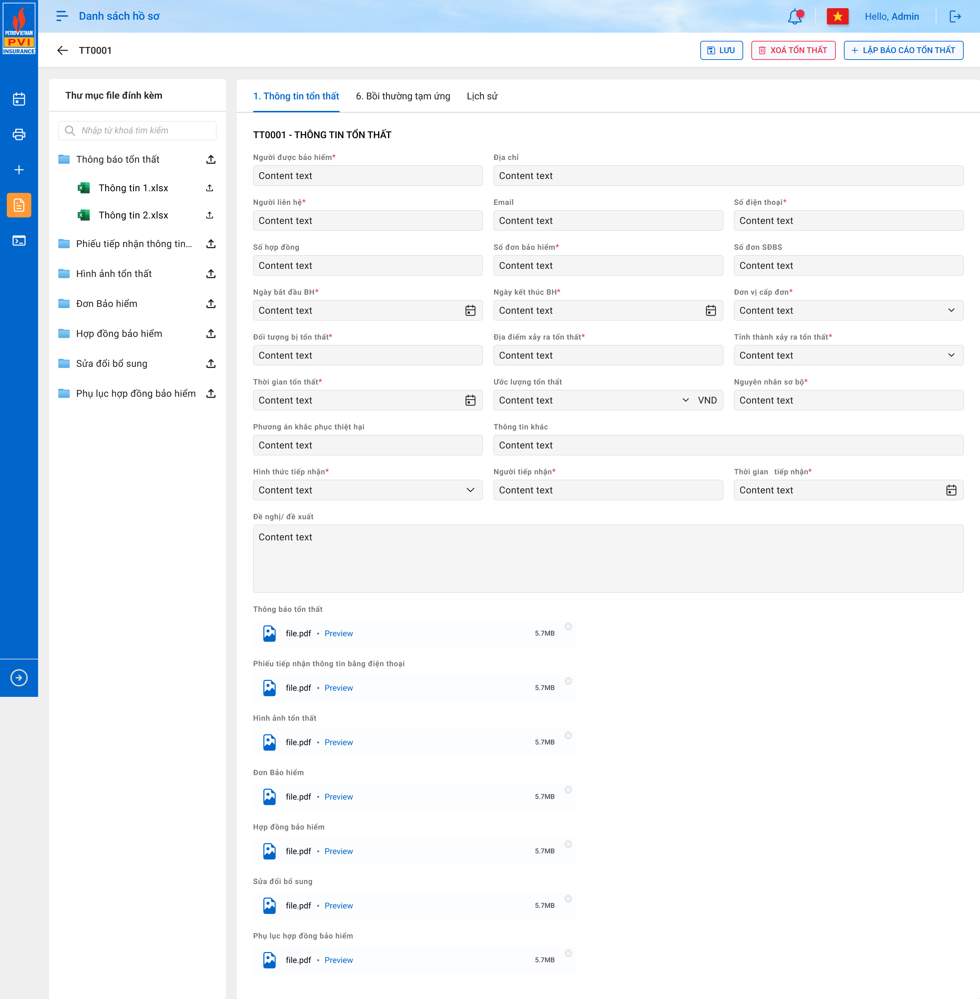 PETROVIETNAM
PVI
INSURANCE
Danh sách hồ sơ
Hello, Admin
TT0001
LƯU
XOÁ TỔN THẤT
LẬP BÁO CÁO TỔN THẤT
Thư mục file đính kèm
Nhập từ khoá tìm kiếm
Thông báo tổn thất
Thông tin 1.xlsx
Thông tin 2.xlsx
Phiếu tiếp nhận thông tin...
Hình ảnh tổn thất
Đơn Bảo hiểm
Hợp đồng bảo hiểm
Sửa đổi bổ sung
Phụ lục hợp đồng bảo hiểm
1. Thông tin tổn thất 6. Bồi thường tạm ứng Lịch sử
TT0001 - THÔNG TIN TỔN THẤT
Người được bảo hiểm* Địa chỉ
Content text Content text
Người liên hệ* Email Số điện thoại*
Content text Content text Content text
Số hợp đồng Số đơn bảo hiểm* Số đơn SĐBS
Content text Content text Content text
Ngày bắt đầu BH* Ngày kết thúc BH* Đơn vị cấp đơn*
Content text Content text Content text
Đối tượng bị tổn thất* Địa điểm xảy ra tổn thất* Tỉnh thành xảy ra tổn thất*
Content text Content text Content text
Thời gian tổn thất* Ước lượng tổn thất Nguyên nhân sơ bộ*
Content text Content text VND Content text
Phương án khắc phục thiệt hại Thông tin khác
Content text Content text
Hình thức tiếp nhận* Người tiếp nhận* Thời gian tiếp nhận*
Content text Content text Content text
Đề nghị/ đề xuất
Content text
Thông báo tổn thất
file.pdf • Preview 5.7MB
Phiếu tiếp nhận thông tin bằng điện thoại
file.pdf • Preview 5.7MB
Hình ảnh tổn thất
file.pdf • Preview 5.7MB
Đơn Bảo hiểm
file.pdf • Preview 5.7MB
Hợp đồng bảo hiểm
file.pdf • Preview 5.7MB
Sửa đổi bổ sung
file.pdf • Preview 5.7MB
Phụ lục hợp đồng bảo hiểm
file.pdf • Preview 5.7MB